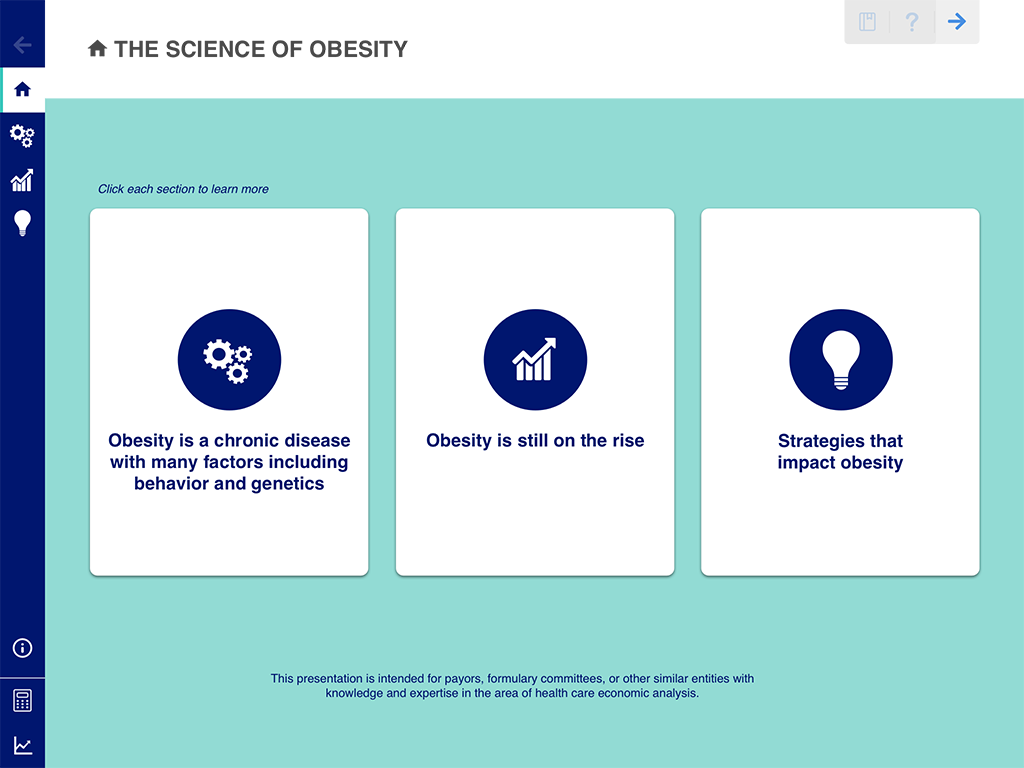 THE SCIENCE OF OBESITY
Click each section to learn more
Obesity is a chronic disease
with many factors including
behavior and genetics
Obesity is still on the rise
Strategies that
impact obesity
This presentation is intended for payors, formulary committees, or other similar entities with
knowledge and expertise in the area of health care economic analysis.